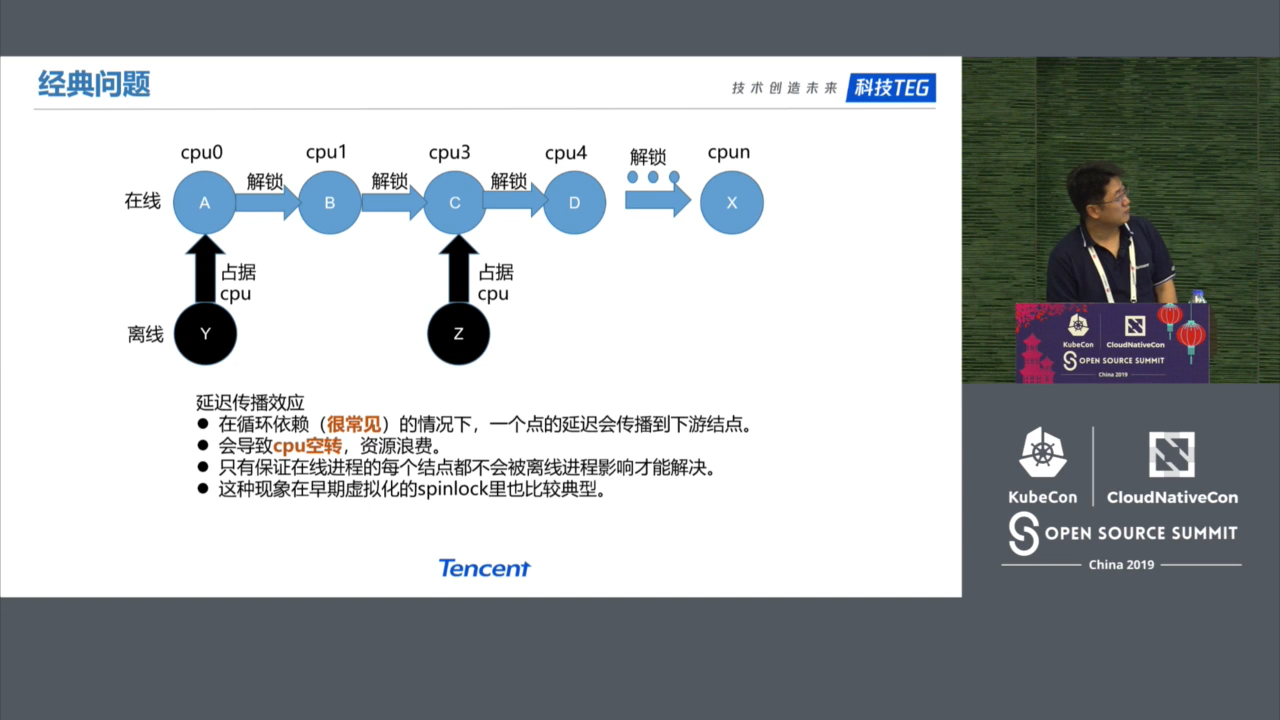 经典问题
技术创造未来 科技TEG
cpu0 cpu1 cpu3 cpu4 解锁 cpun
在线 A 解锁 B 解锁 C 解锁 D X
占据
cpu
占据
cpu
离线 Y Z
延迟传播效应
● 在循环依赖（很常见）的情况下，一个点的延迟会传播到下游结点。
● 会导致cpu空转，资源浪费。
● 只有保证在线进程的每个结点都不会被离线进程影响才能解决。
● 这种现象在早期虚拟化的spinlock里也比较典型。
Tencent
KubeCon CloudNativeCon
OPEN SOURCE SUMMIT
China 2019
KubeCon CloudNativeCon
OPEN SOURCE SUMMIT
China 2019